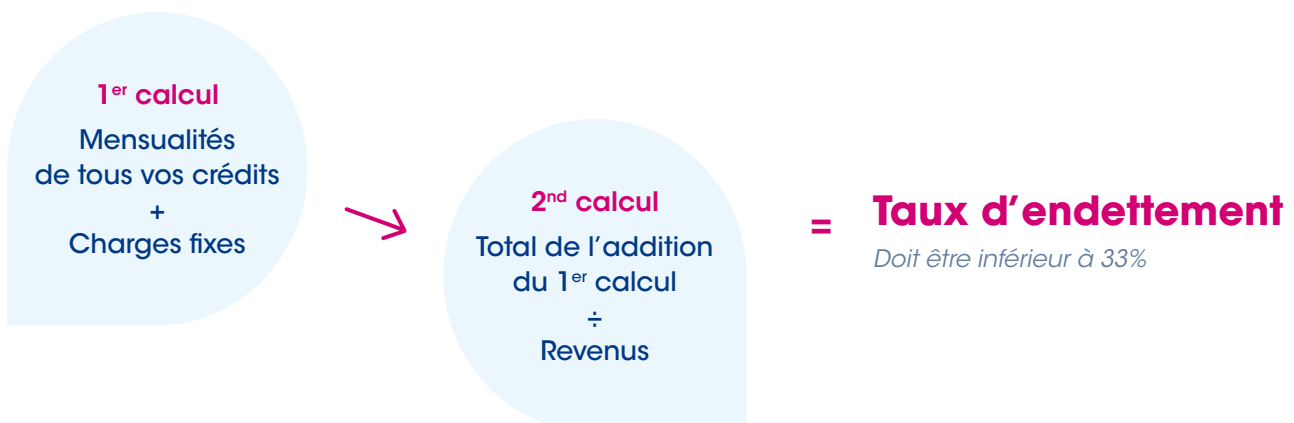 1er calcul
Mensualités
de tous vos crédits
+
Charges fixes
2nd calcul
Total de l’addition
du 1er calcul
÷
Revenus
=
Taux d’endettement
Doit être inférieur à 33%